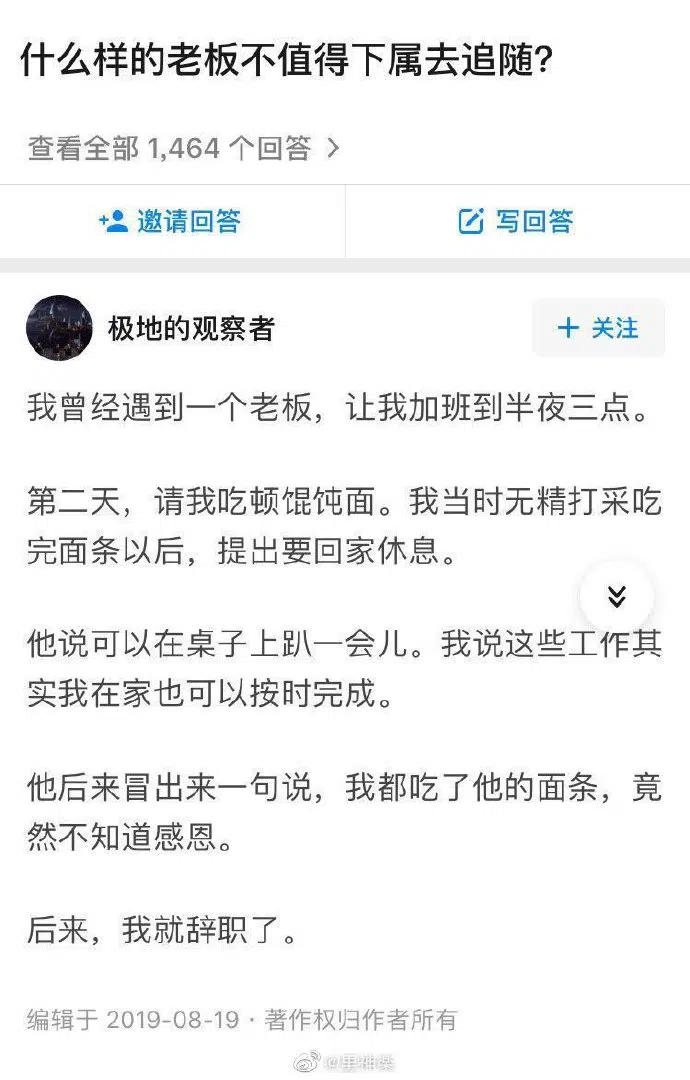 什么样的老板不值得下属去追随?
查看全部 1,464 个回答 >
邀请回答
写回答
极地的观察者
+ 关注
我曾经遇到一个老板，让我加班到半夜三点。
第二天，请我吃顿馄饨面。我当时无精打采吃
完面条以后，提出要回家休息。
他说可以在桌子上趴一会儿。我说这些工作其
实我在家也可以按时完成。
他后来冒出来一句说，我都吃了他的面条，竟
然不知道感恩。
后来，我就辞职了。
编辑于 2019-08-19 · 著作权归作者所有